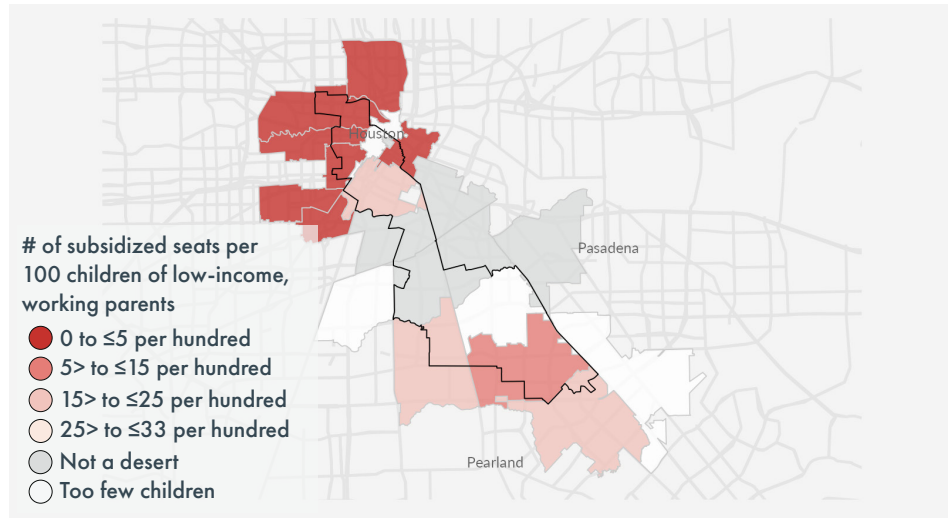 Houston
Pasadena
# of subsidized seats per
100 children of low-income,
working parents
0 to ≤5 per hundred
5> to ≤15 per hundred
15> to ≤25 per hundred
25> to ≤33 per hundred
Not a desert
Too few children
Pearland